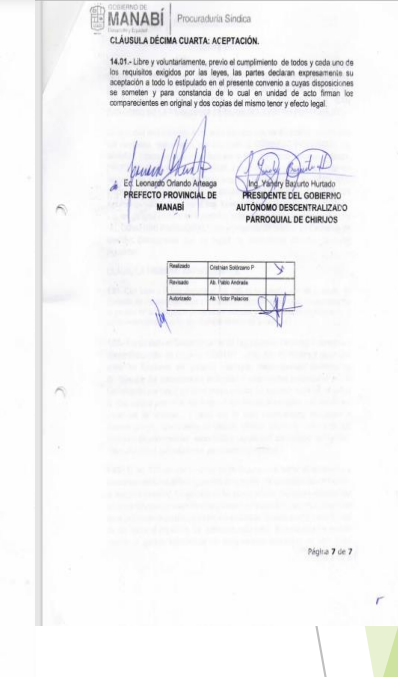 GOBIERNO DE
MANABÍ
Procuraduría Síndica
CLÁUSULA DÉCIMA CUARTA: ACEPTACIÓN.
14.01.- Libre y voluntariamente, previo el cumplimiento de todos y cada uno de
los requisitos exigidos por las leyes, las partes declaran expresamente su
aceptación a todo lo estipulado en el presente convenio a cuyas disposiciones
se someten y para constancia de lo cual en unidad de acto firman los
comparecientes en original y dos copias del mismo tenor y efecto legal.
Ec. Leonardo Orlando Arteaga
PREFECTO PROVINCIAL DE
MANABÍ
Ing. Yandry Bazurto Hurtado
PRESIDENTE DEL GOBIERNO
AUTÓNOMO DESCENTRALIZADO
PARROQUIAL DE CHIRIJOS
Realizado Cristhian Solórzano P
Revisado Ab. Pablo Andrade
Autorizado Ab. Víctor Palacios
Página 7 de 7